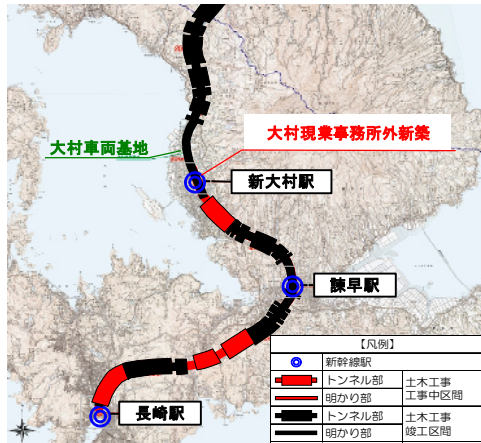 大村現業事務所外新築
大村車両基地
新大村駅
諫早駅
長崎駅
【凡例】
新幹線駅
トンネル部
明かり部
土木工事
工事中区間
トンネル部
明かり部
土木工事
竣工区間